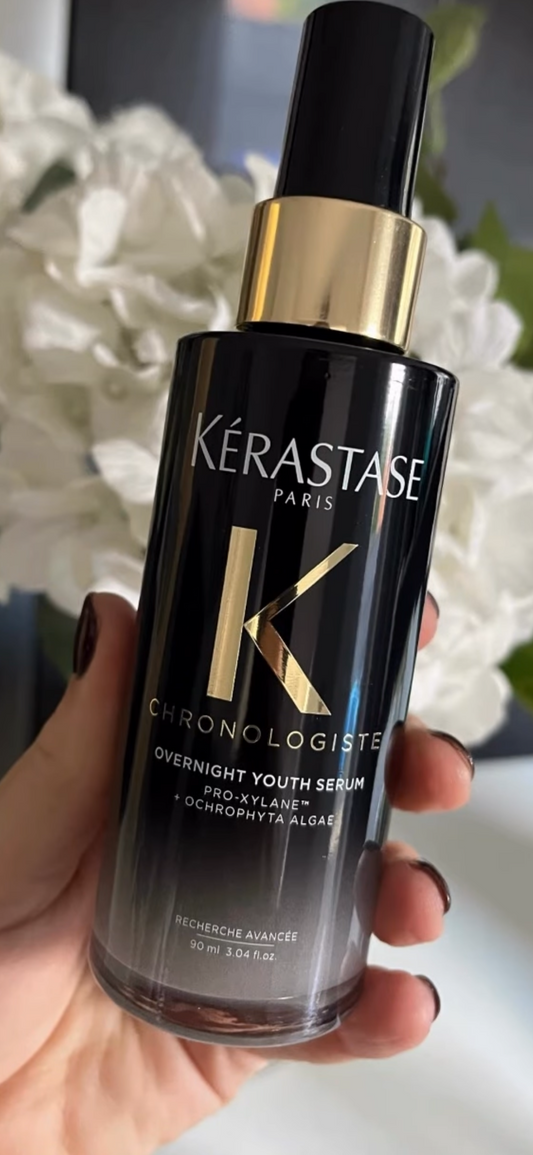 KÉRASTASE
PARIS
K
CHRONOLOGISTE
OVERNIGHT YOUTH SERUM
PRO-XYLANE™
+ OCHROPHYTA ALGAE
RECHERCHE AVANCÉE
90 ml 3.04 fl.oz.